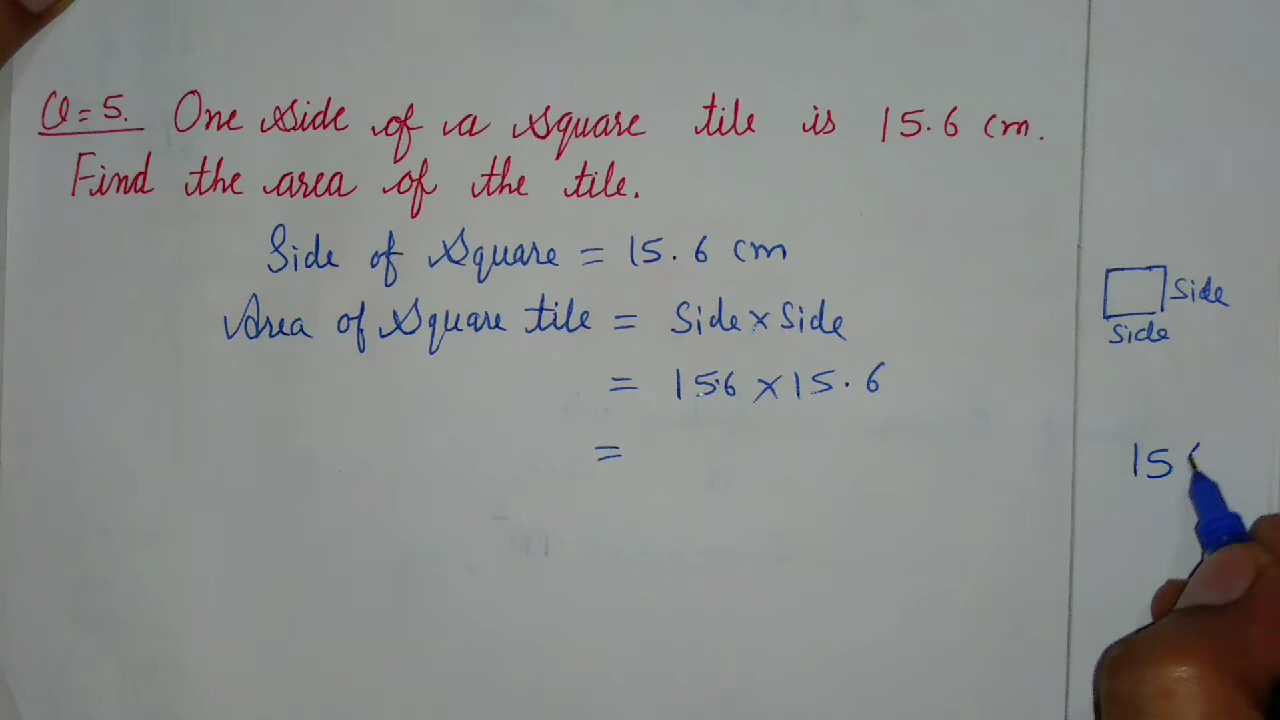 Q=5. One side of a square tile is 15.6 cm.
Find the area of the tile.
Side of square = 15.6 cm
Area of square tile = Side × Side
= 15.6 × 15.6
=
Side
Side
15